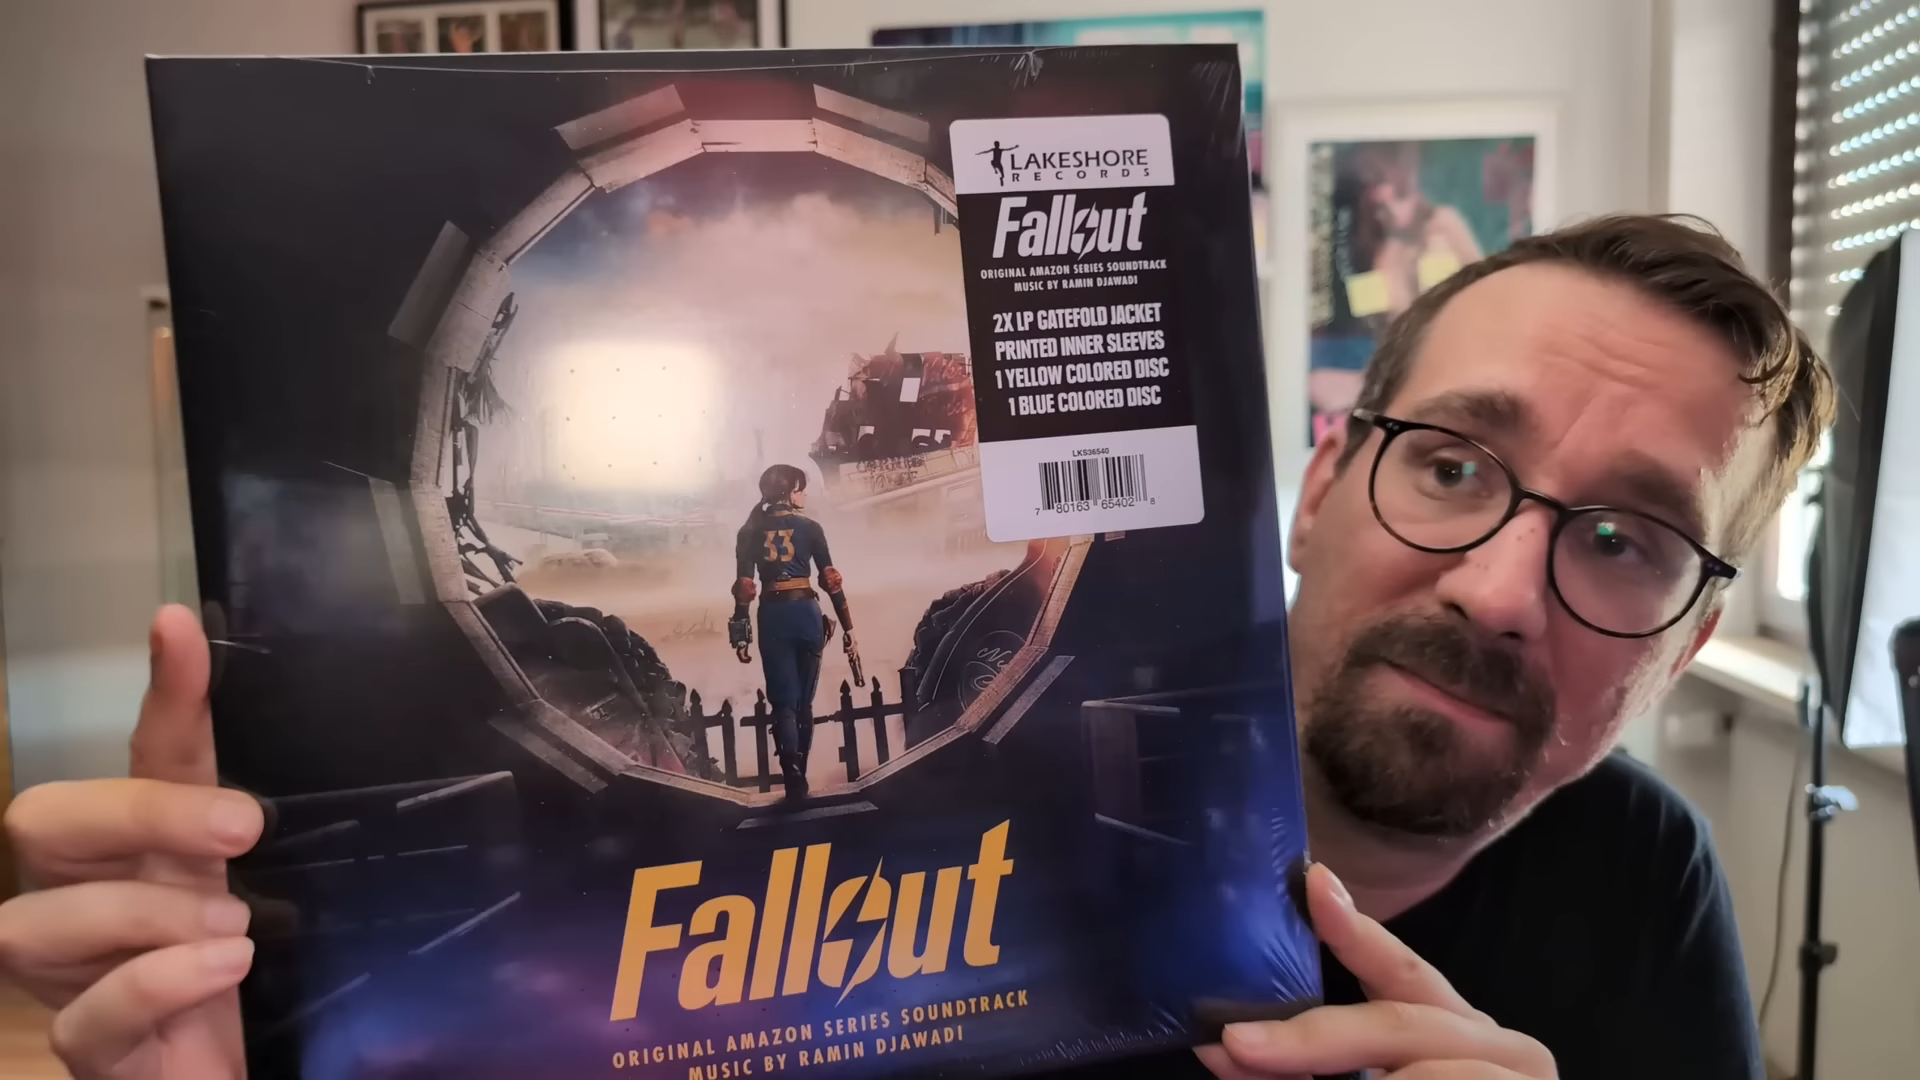 LAKESHORE
RECORDS
Fallout
ORIGINAL AMAZON SERIES SOUNDTRACK
MUSIC BY RAMIN DJAWADI
2X LP GATEFOLD JACKET
PRINTED INNER SLEEVES
1 YELLOW COLORED DISC
1 BLUE COLORED DISC
LKS36540
7 80163 65402 8
33
Fallout
ORIGINAL AMAZON SERIES SOUNDTRACK
MUSIC BY RAMIN DJAWADI